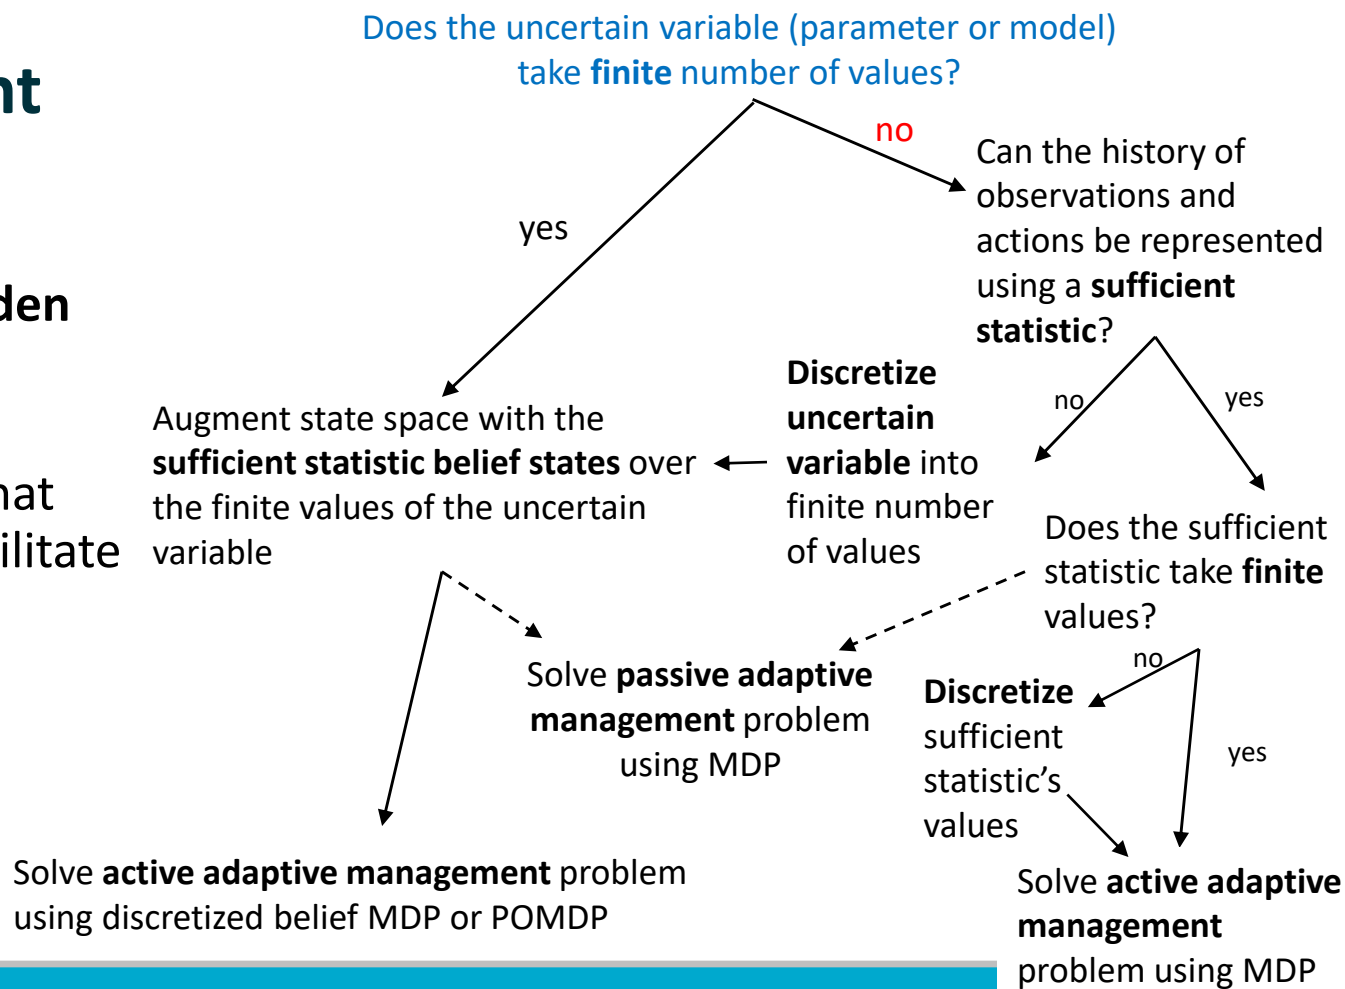 Does the uncertain variable (parameter or model)
take finite number of values?
nt
no
Can the history of
observations and
actions be represented
using a sufficient
statistic?
yes
den
Discretize
uncertain
variable into
finite number
of values
no
yes
Augment state space with the
sufficient statistic belief states over
the finite values of the uncertain
variable
hat
ilitate
Does the sufficient
statistic take finite
values?
no
Solve passive adaptive
management problem
using MDP
Discretize
sufficient
statistic's
values
yes
Solve active adaptive management problem
using discretized belief MDP or POMDP
Solve active adaptive
management
problem using MDP